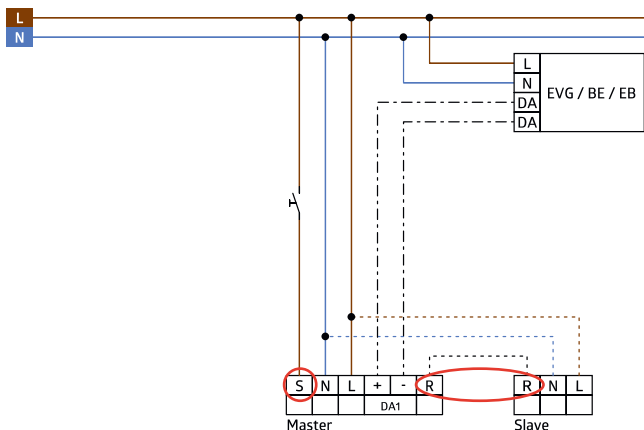 L
N
L
N
DA
DA
EVG / BE / EB
S N L + - R
DA1
Master
R N L
Slave